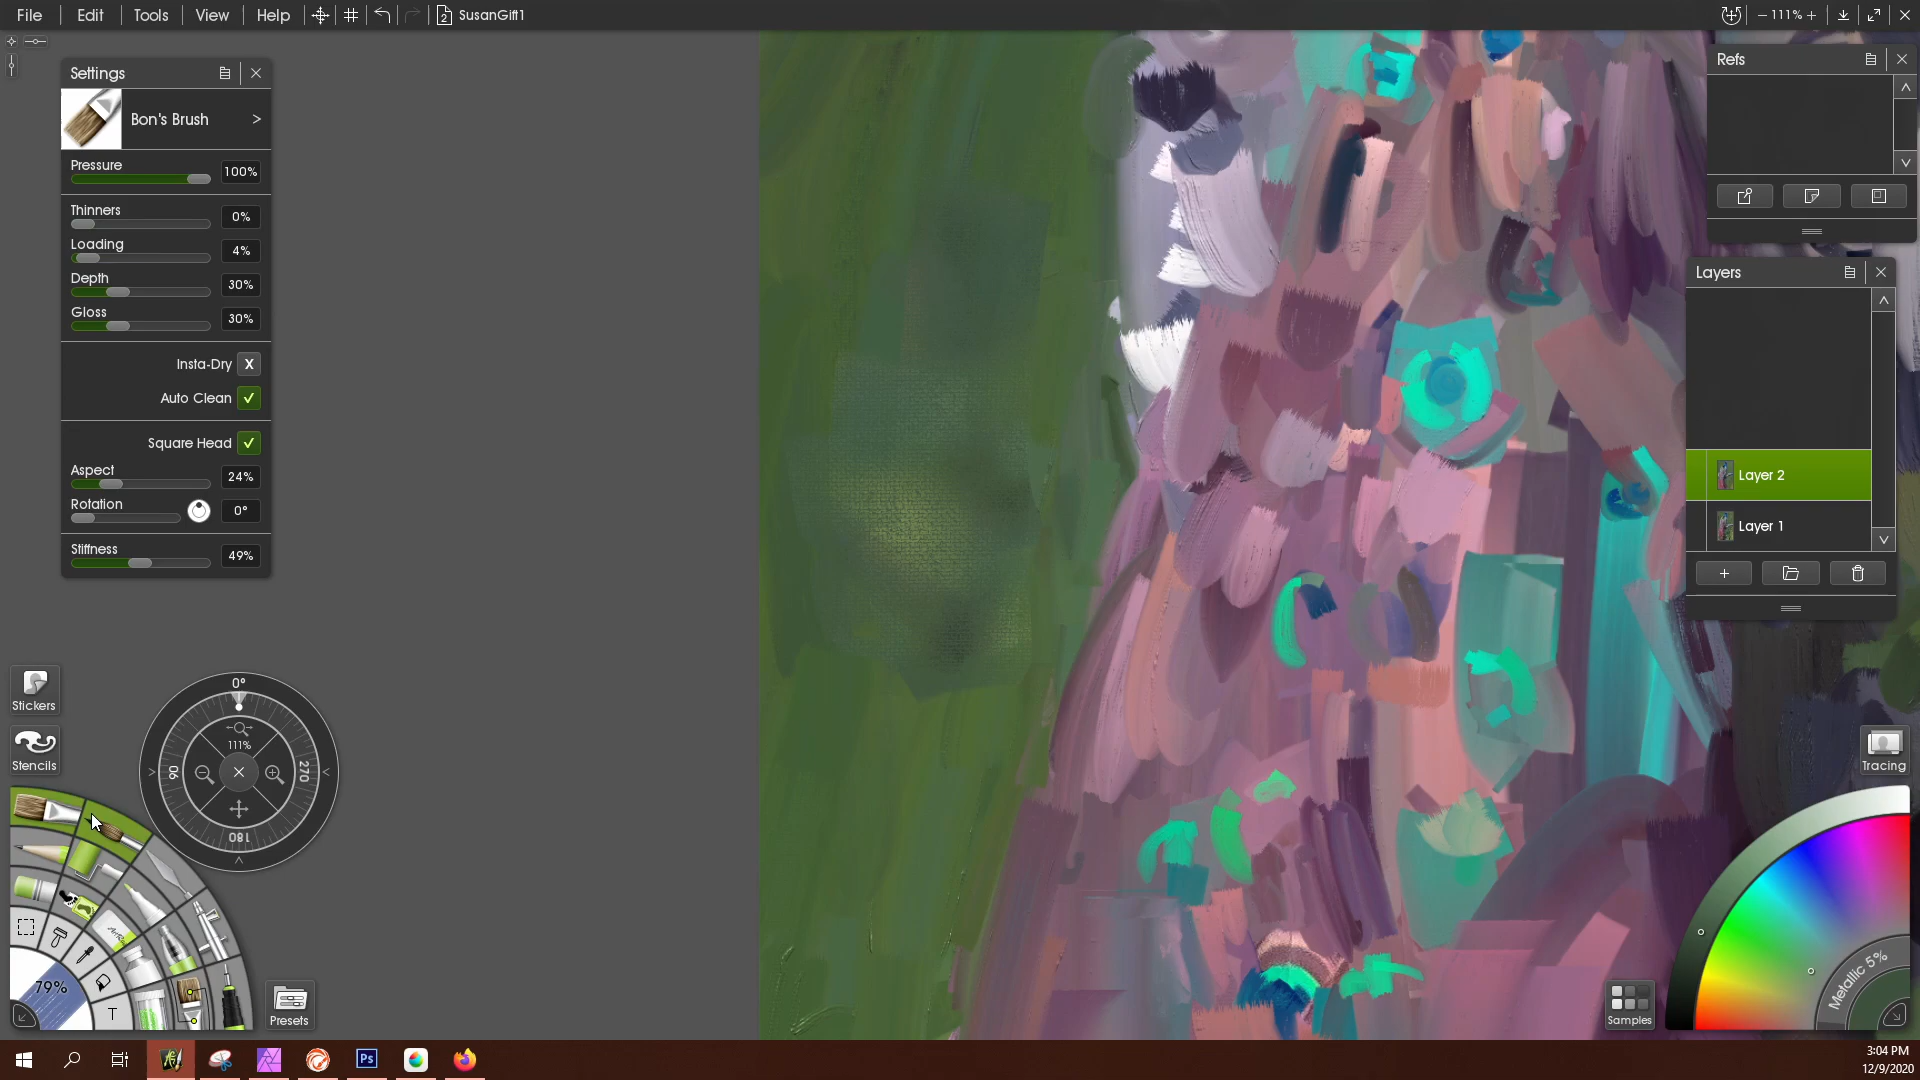 File Edit Tools View Help SusanGift1 111%
Settings
Bon's Brush >
Pressure 100%
Thinners 0%
Loading 4%
Depth 30%
Gloss 30%
Insta-Dry X
Auto Clean
Square Head
Aspect 24%
Rotation 0°
Stiffness 49%
Refs
Layers
Layer 2
Layer 1
Stickers
Stencils
0°
111%
90
270
180
79%
T
Presets
Tracing
Metallic 5%
Samples
Ps
3:04 PM
12/9/2020